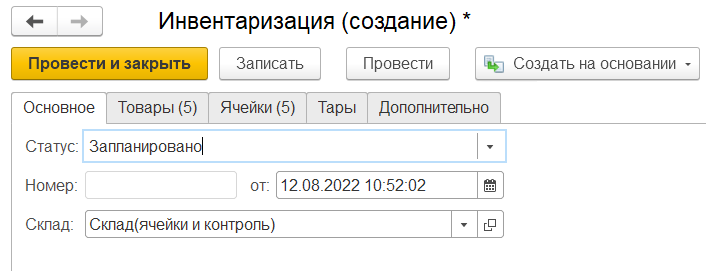 Инвентаризация (создание) *
Провести и закрыть Записать Провести Создать на основании
Основное Товары (5) Ячейки (5) Тары Дополнительно
Статус: Запланировано
Номер: от: 12.08.2022 10:52:02
Склад: Склад(ячейки и контроль)